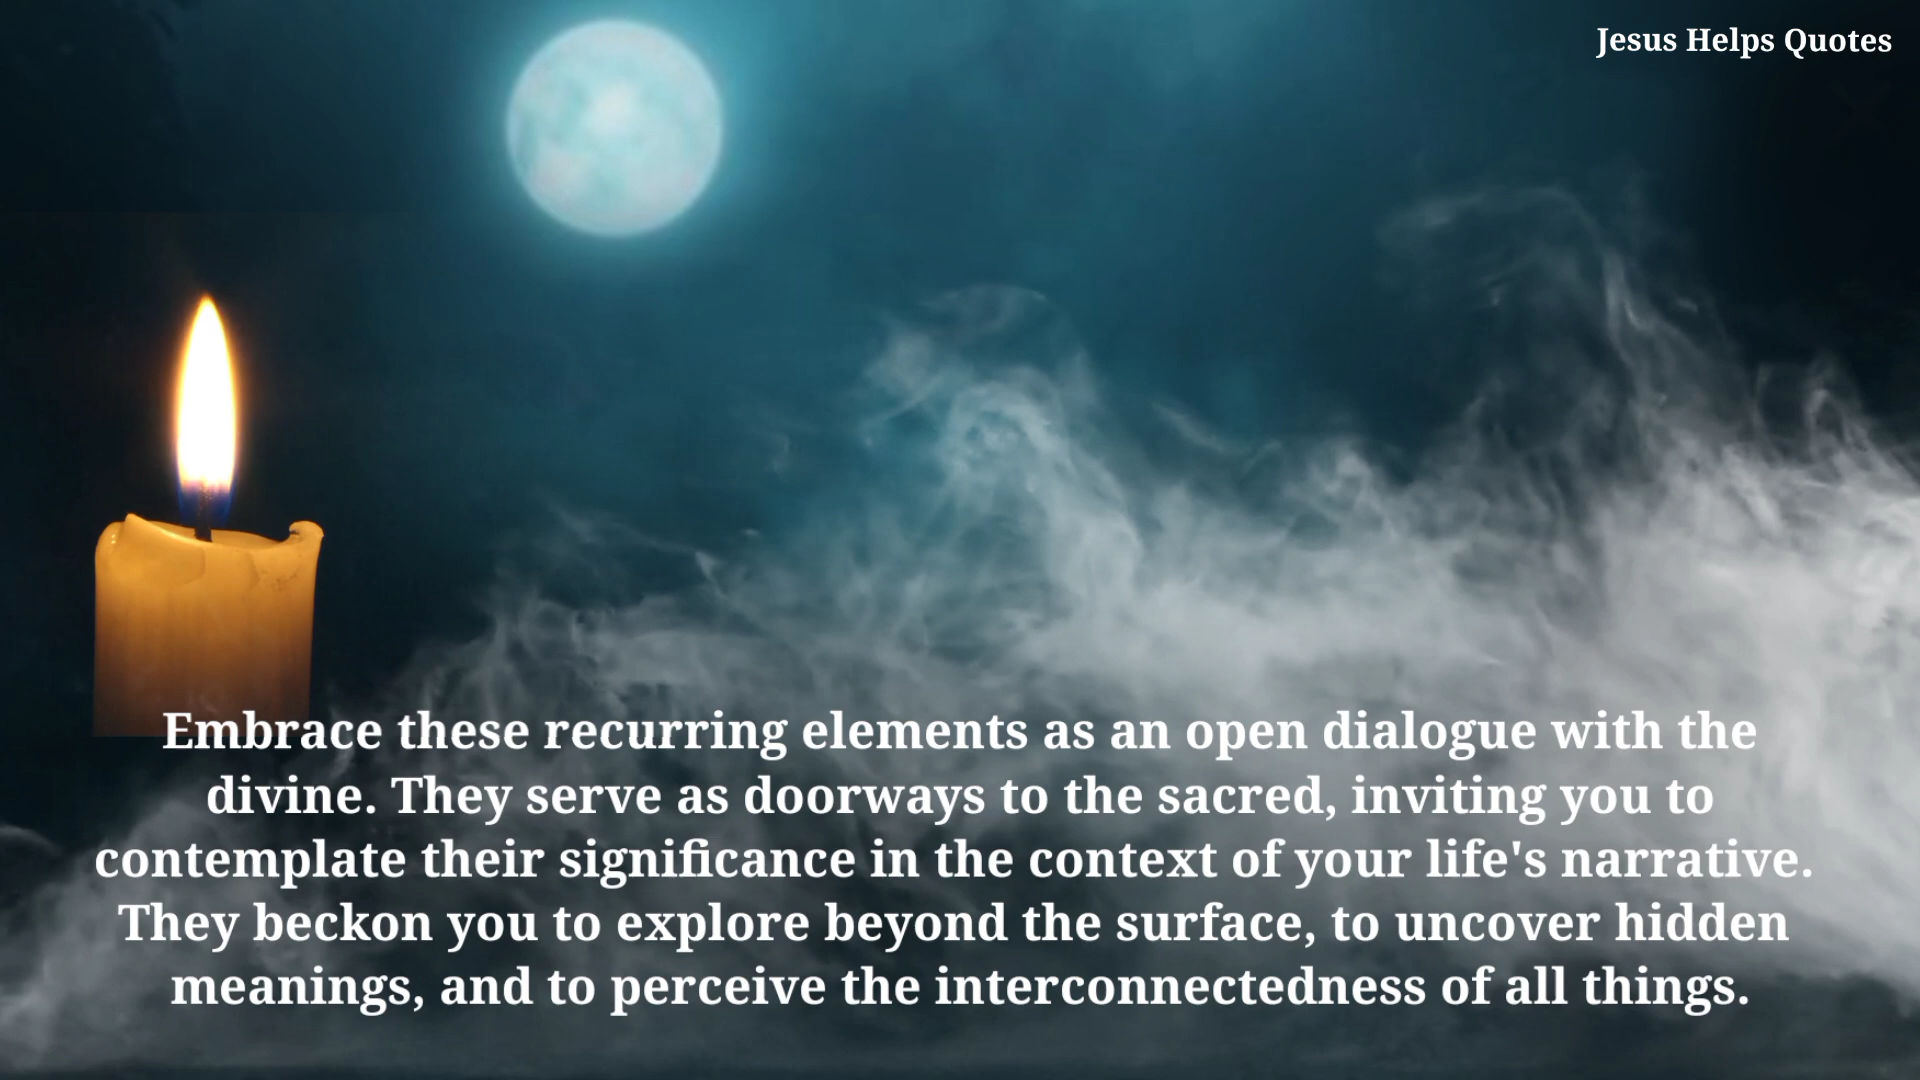 Jesus Helps Quotes
Embrace these recurring elements as an open dialogue with the
divine. They serve as doorways to the sacred, inviting you to
contemplate their significance in the context of your life's narrative.
They beckon you to explore beyond the surface, to uncover hidden
meanings, and to perceive the interconnectedness of all things.